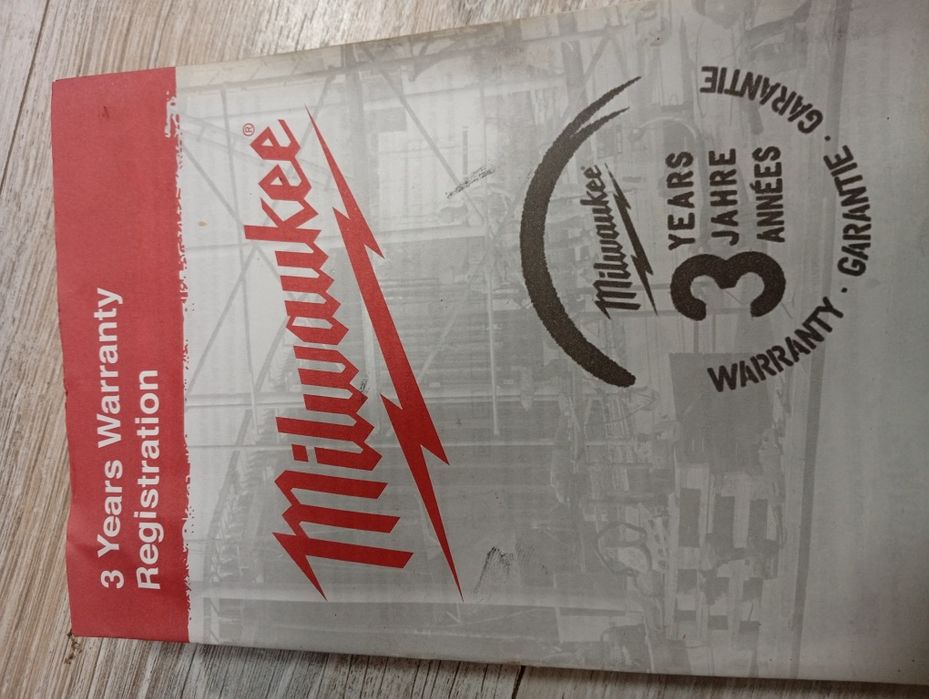 3 Years Warranty
Registration
Milwaukee®
Milwaukee
3 YEARS
JAHRE
ANNÉES
WARRANTY · GARANTIE · GARANTIE